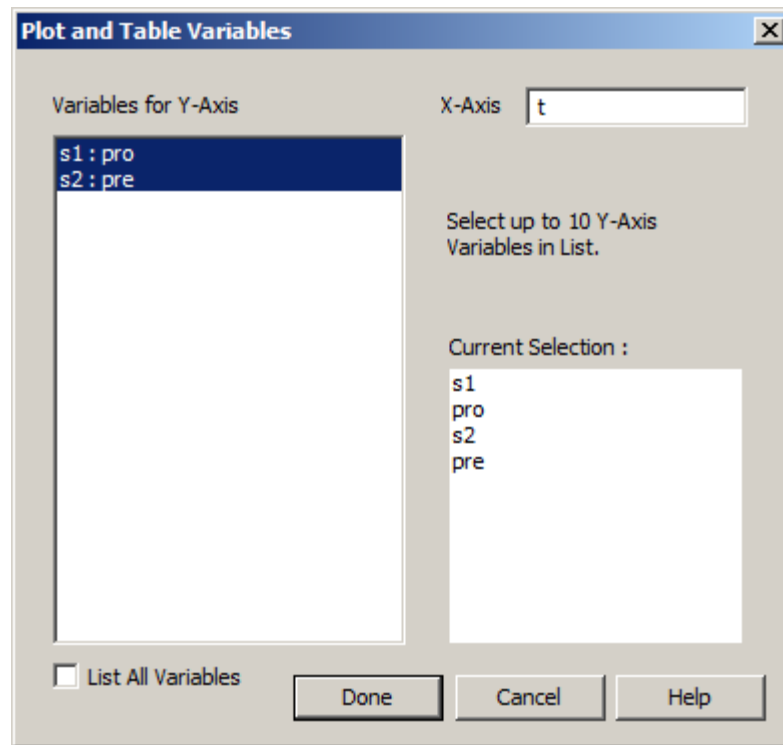 Plot and Table Variables
Variables for Y-Axis
X-Axis t
s1 : pro
s2 : pre
Select up to 10 Y-Axis
Variables in List.
Current Selection :
s1
pro
s2
pre
List All Variables
Done Cancel Help